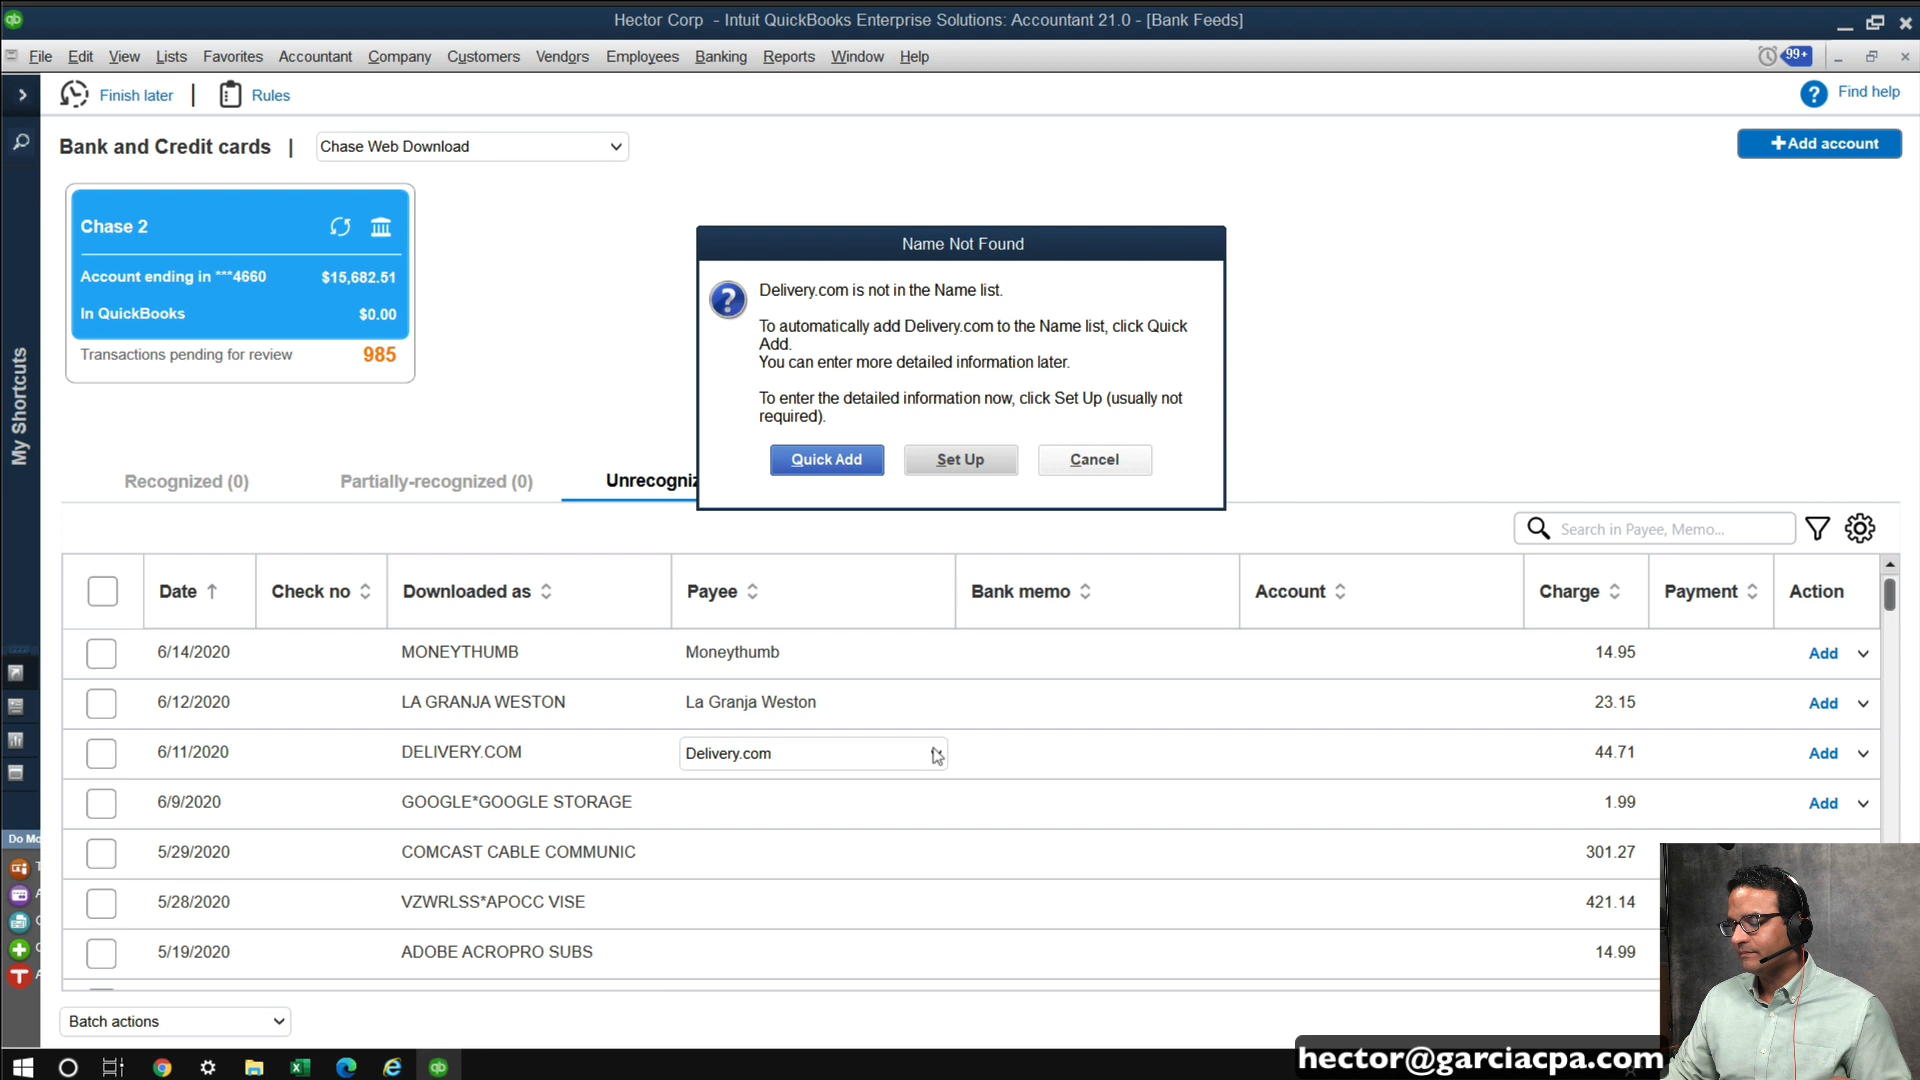 Hector Corp - Intuit QuickBooks Enterprise Solutions: Accountant 21.0 - [Bank Feeds]
File Edit View Lists Favorites Accountant Company Customers Vendors Employees Banking Reports Window Help
99+
Finish later | Rules
Find help
Bank and Credit cards | Chase Web Download
+Add account
Chase 2
Account ending in ***4660 $15,682.51
In QuickBooks $0.00
Transactions pending for review 985
My Shortcuts
Name Not Found
Delivery.com is not in the Name list.
To automatically add Delivery.com to the Name list, click Quick
Add.
You can enter more detailed information later.
To enter the detailed information now, click Set Up (usually not
required).
Quick Add Set Up Cancel
Recognized (0) Partially-recognized (0) Unrecogniz
Search in Payee, Memo...
Date Check no Downloaded as Payee Bank memo Account Charge Payment Action
6/14/2020 MONEYTHUMB Moneythumb 14.95 Add
6/12/2020 LA GRANJA WESTON La Granja Weston 23.15 Add
6/11/2020 DELIVERY.COM Delivery.com 44.71 Add
6/9/2020 GOOGLE*GOOGLE STORAGE 1.99 Add
5/29/2020 COMCAST CABLE COMMUNIC 301.27
5/28/2020 VZWRLSS*APOCC VISE 421.14
5/19/2020 ADOBE ACROPRO SUBS 14.99
Do Mo
Batch actions
hector@garciacpa.com